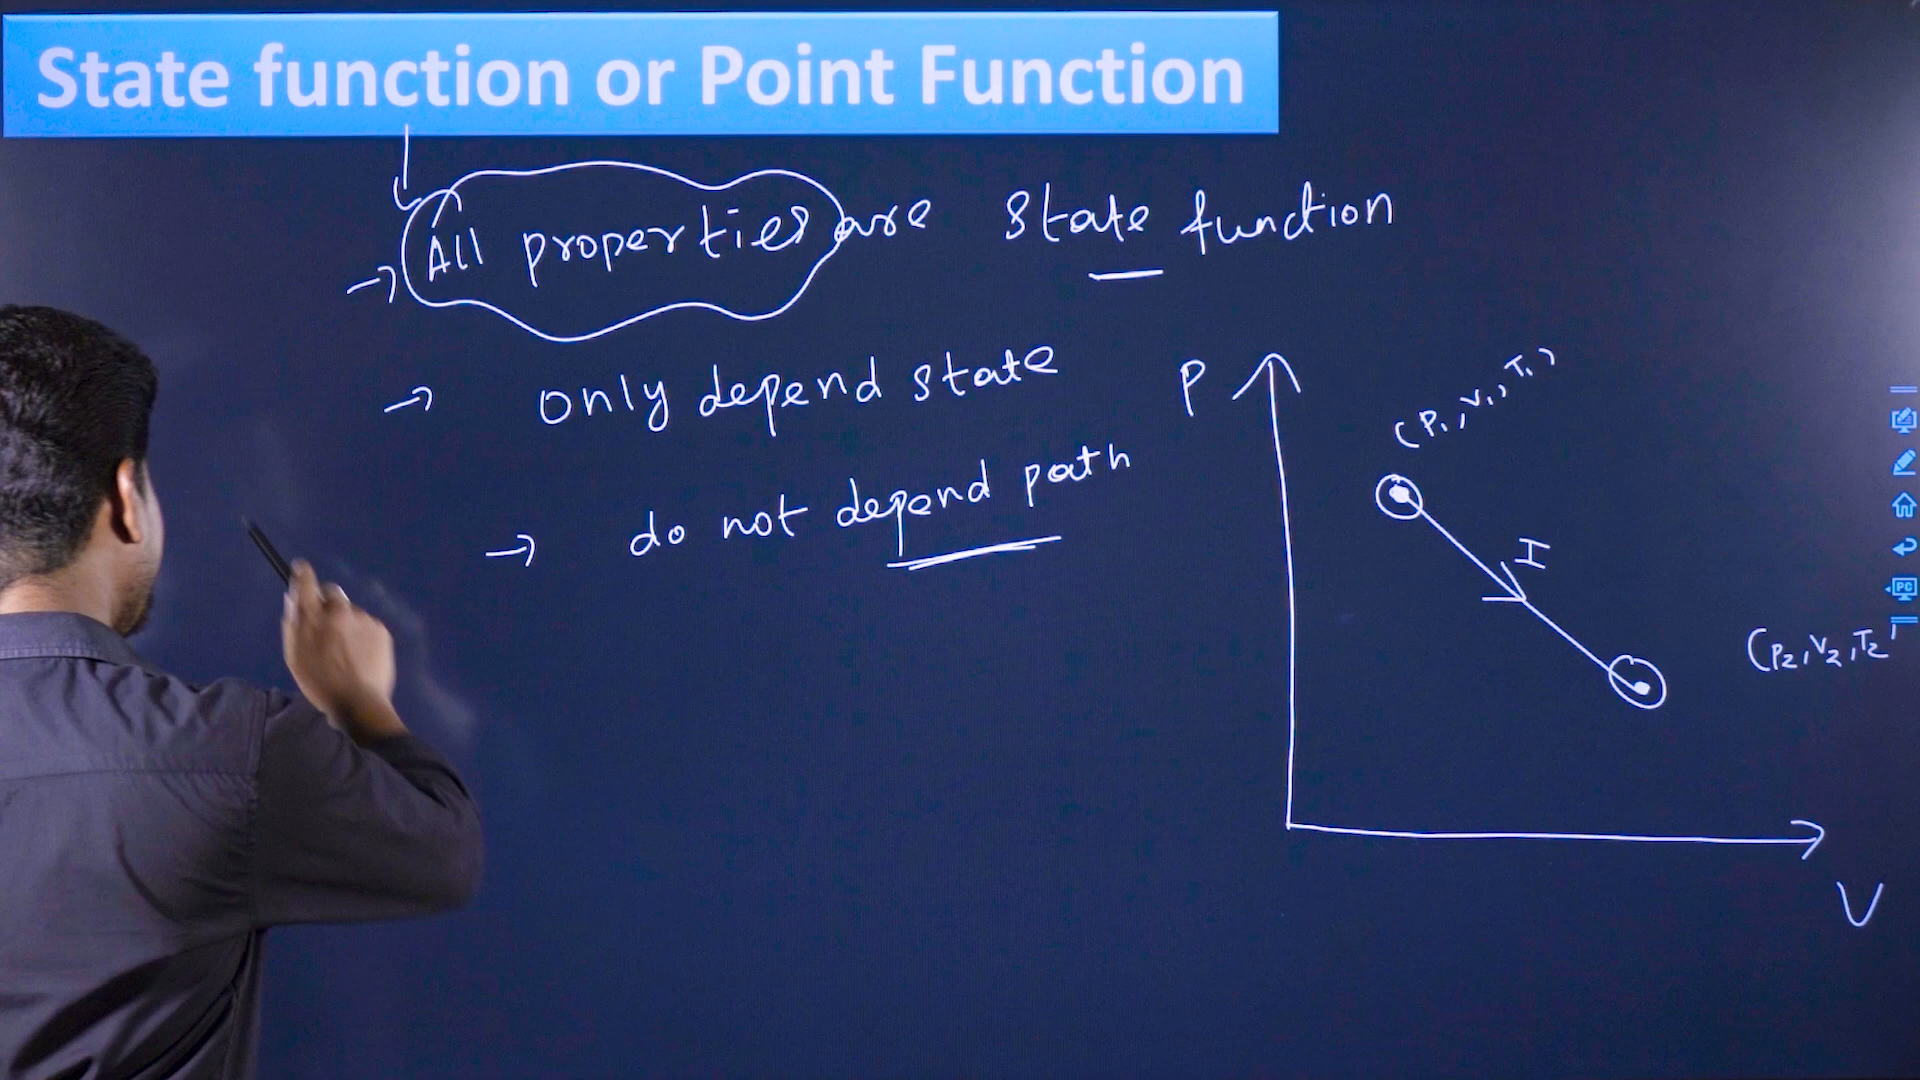 State function or Point Function
→ All properties are state function
→ only depend state
→ do not depend path
P
(P₁, V₁, T₁)
I
(P₂, V₂, T₂)
V
PC